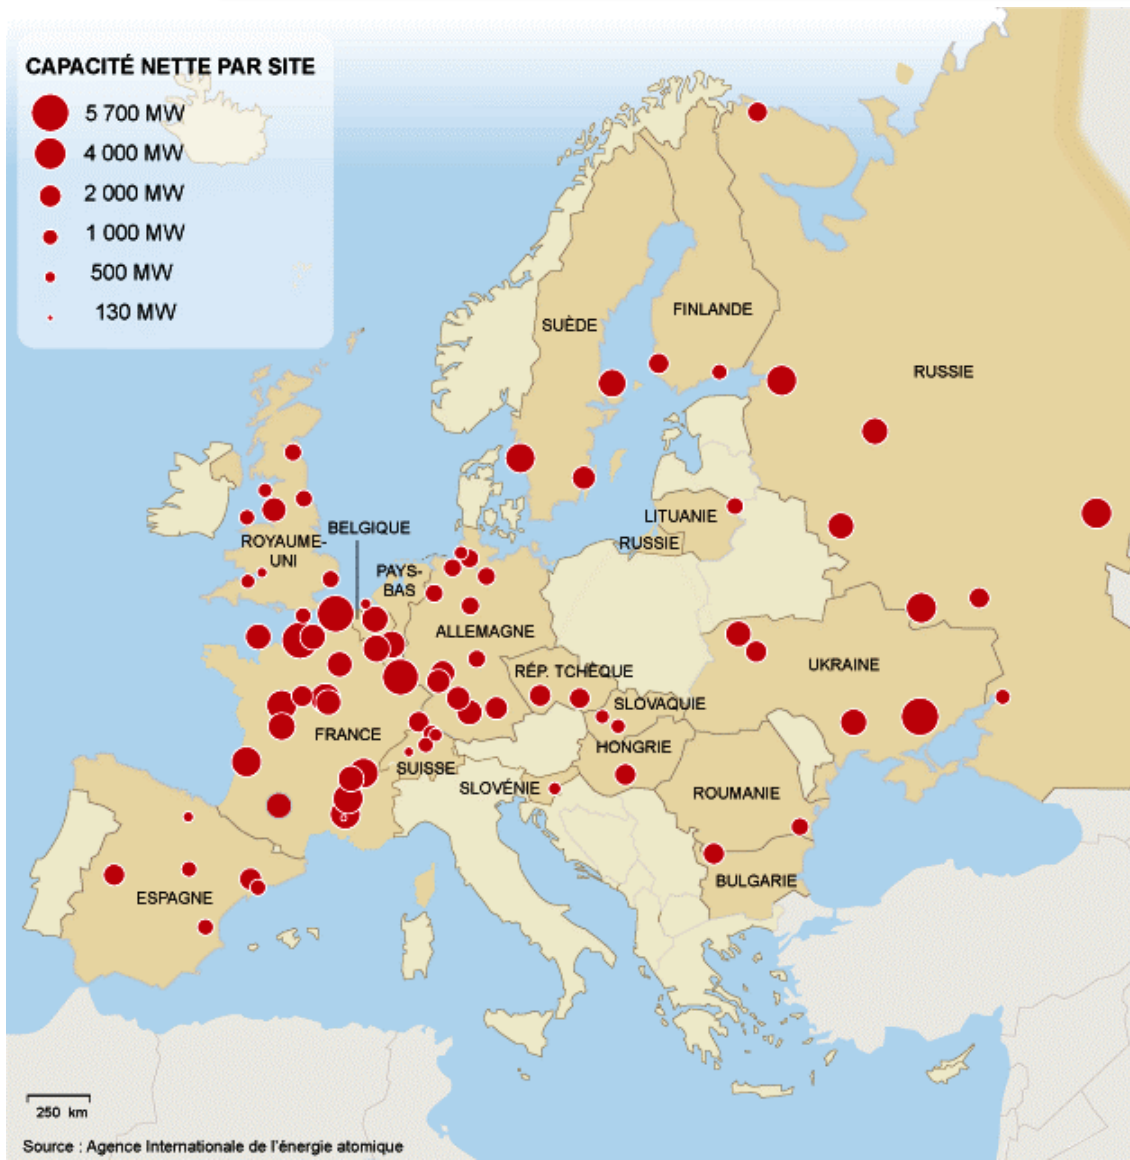 CAPACITÉ NETTE PAR SITE
5 700 MW
4 000 MW
2 000 MW
1 000 MW
500 MW
130 MW
FINLANDE
SUÈDE
RUSSIE
LITUANIE
BELGIQUE
ROYAUME-
UNI
RUSSIE
PAYS-
BAS
ALLEMAGNE
UKRAINE
RÉP. TCHÈQUE
SLOVAQUIE
FRANCE
HONGRIE
SUISSE
SLOVÉNIE
ROUMANIE
BULGARIE
ESPAGNE
250 km
Source : Agence Internationale de l'énergie atomique